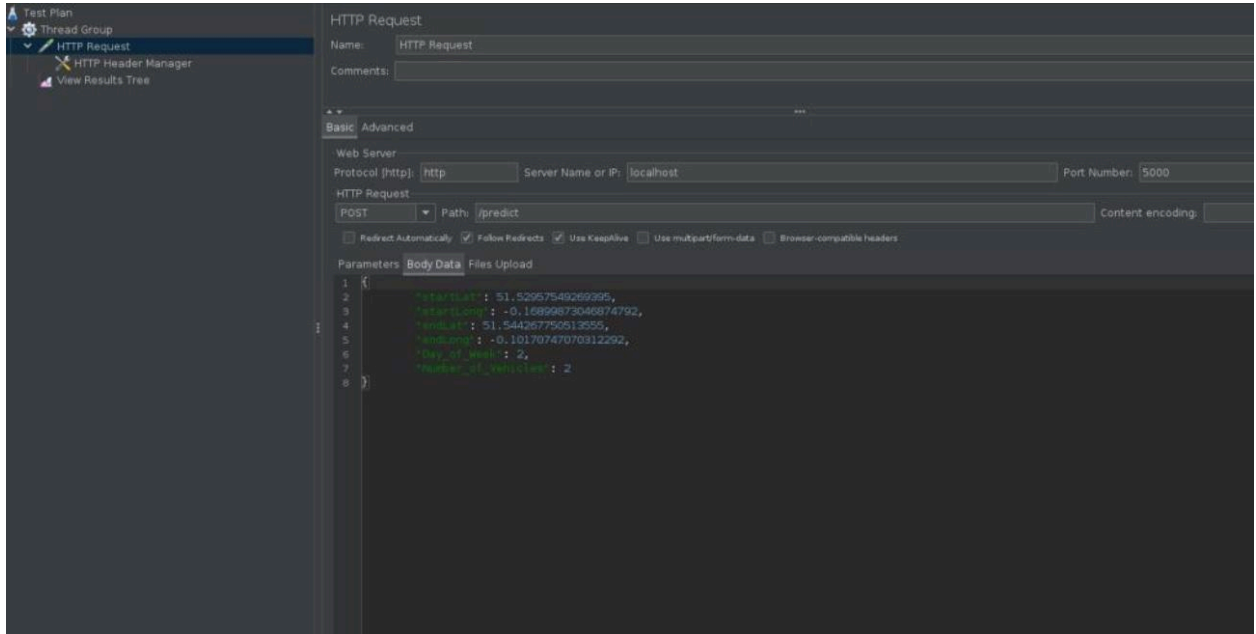 Test Plan
Thread Group
HTTP Request
HTTP Header Manager
View Results Tree
HTTP Request
Name: HTTP Request
Comments:
Basic Advanced
Web Server
Protocol [http]: http Server Name or IP: localhost Port Number: 5000
HTTP Request
POST Path: /predict Content encoding:
Redirect Automatically Follow Redirects Use KeepAlive Use multipart/form-data Browser-compatible headers
Parameters Body Data Files Upload
1 {
2 "startLat": 51.52957549269395,
3 "startLong": -0.16899873046874792,
4 "endLat": 51.544267750513555,
5 "endLong": -0.10170747070312292,
6 "Day_of_Week": 2,
7 "Number_of_Vehicles": 2
8 }